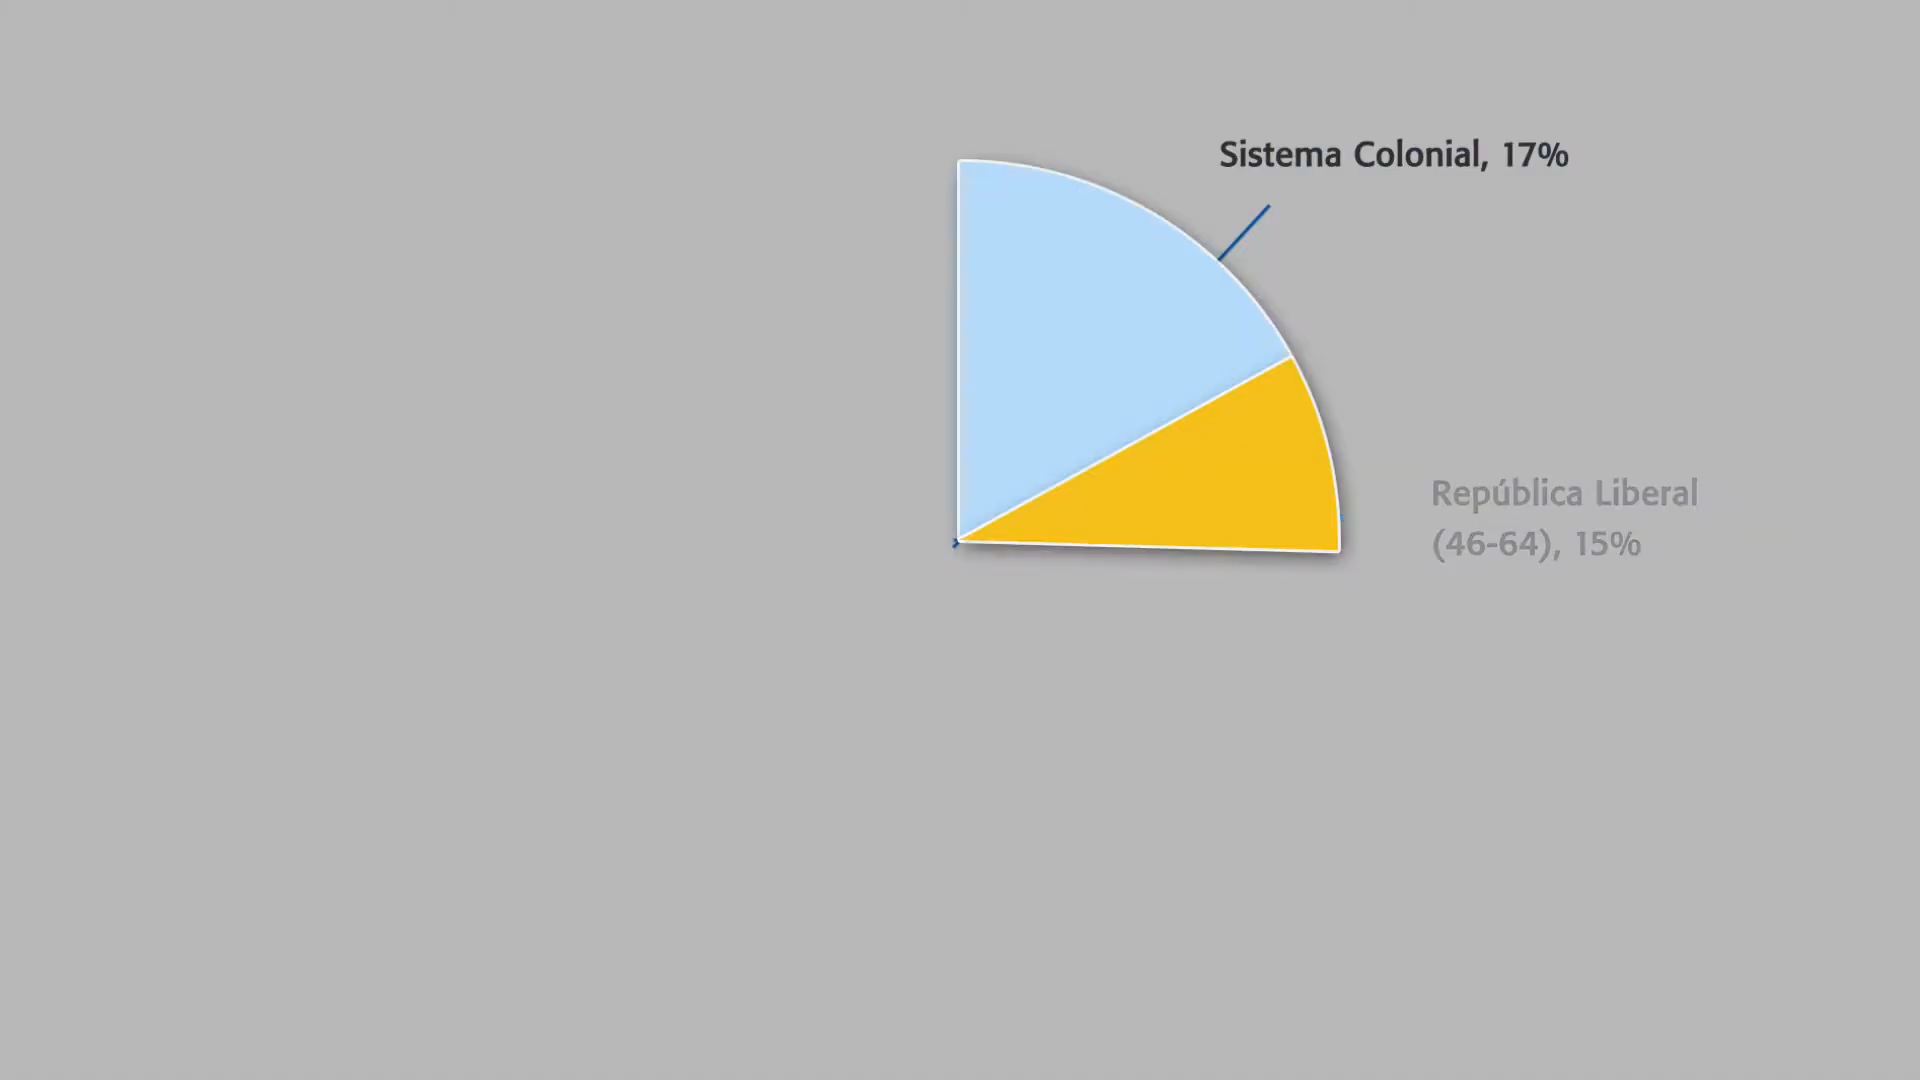 Sistema Colonial, 17%
República Liberal
(46-64), 15%